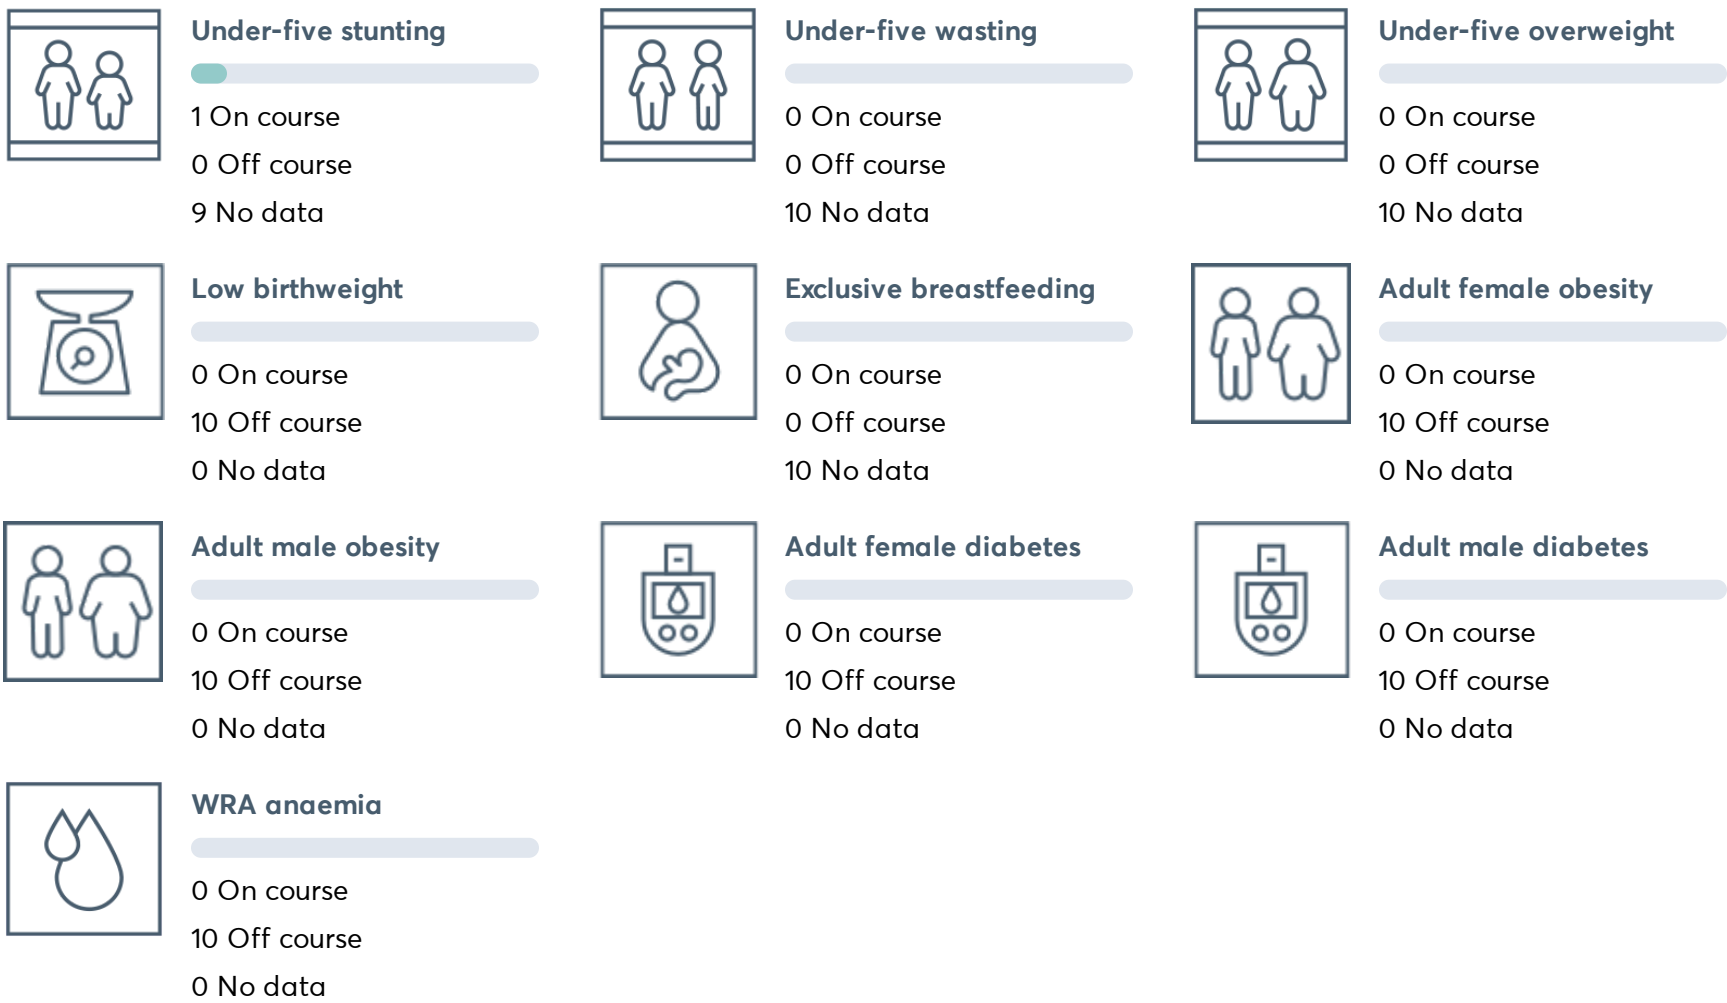 Under-five stunting
1 On course
0 Off course
9 No data
Under-five wasting
0 On course
0 Off course
10 No data
Under-five overweight
0 On course
0 Off course
10 No data
Low birthweight
0 On course
10 Off course
0 No data
Exclusive breastfeeding
0 On course
0 Off course
10 No data
Adult female obesity
0 On course
10 Off course
0 No data
Adult male obesity
0 On course
10 Off course
0 No data
Adult female diabetes
0 On course
10 Off course
0 No data
Adult male diabetes
0 On course
10 Off course
0 No data
WRA anaemia
0 On course
10 Off course
0 No data